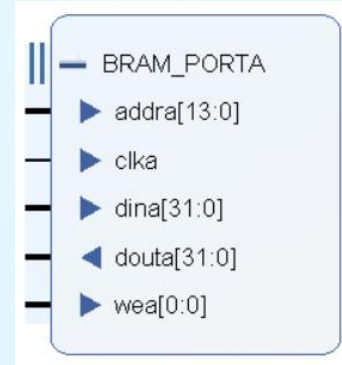 BRAM_PORTA
addra[13:0]
clka
dina[31:0]
douta[31:0]
wea[0:0]